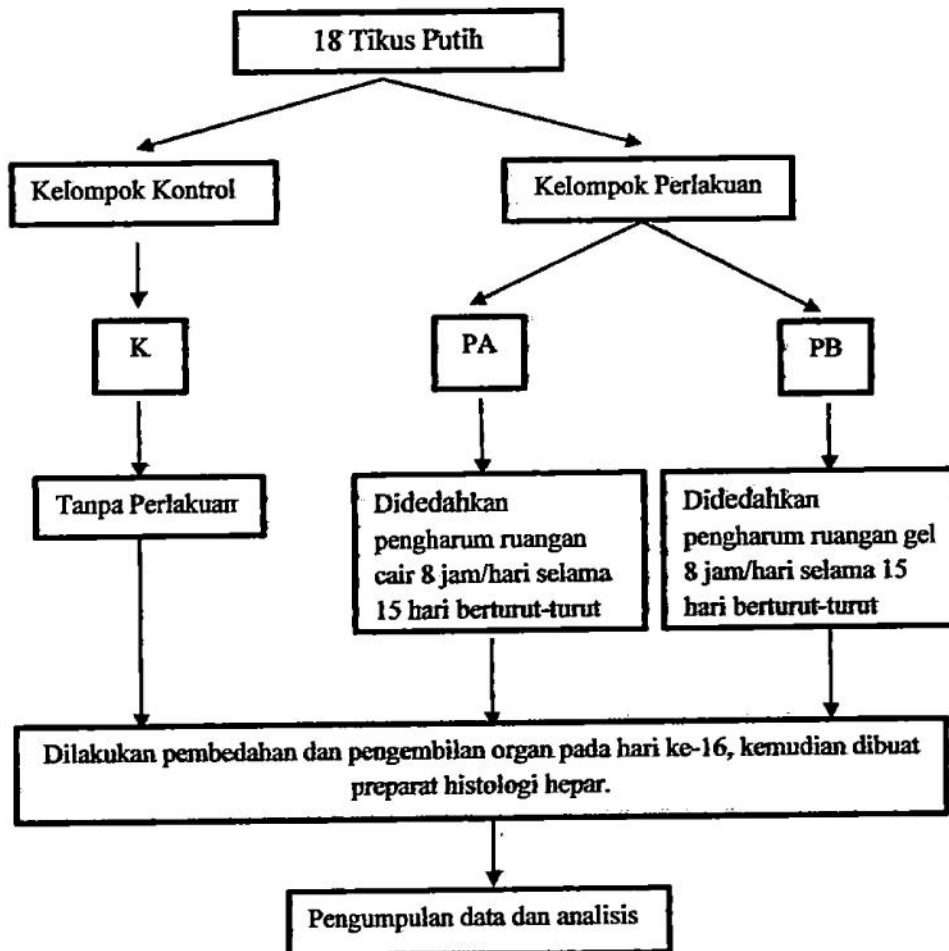 18 Tikus Putih
Kelompok Kontrol
Kelompok Perlakuan
K
PA
PB
Tanpa Perlakuan
Didedahkan
pengharum ruangan
cair 8 jam/hari selama
15 hari berturut-turut
Didedahkan
pengharum ruangan gel
8 jam/hari selama 15
hari berturut-turut
Dilakukan pembedahan dan pengembilan organ pada hari ke-16, kemudian dibuat
preparat histologi hepar.
Pengumpulan data dan analisis